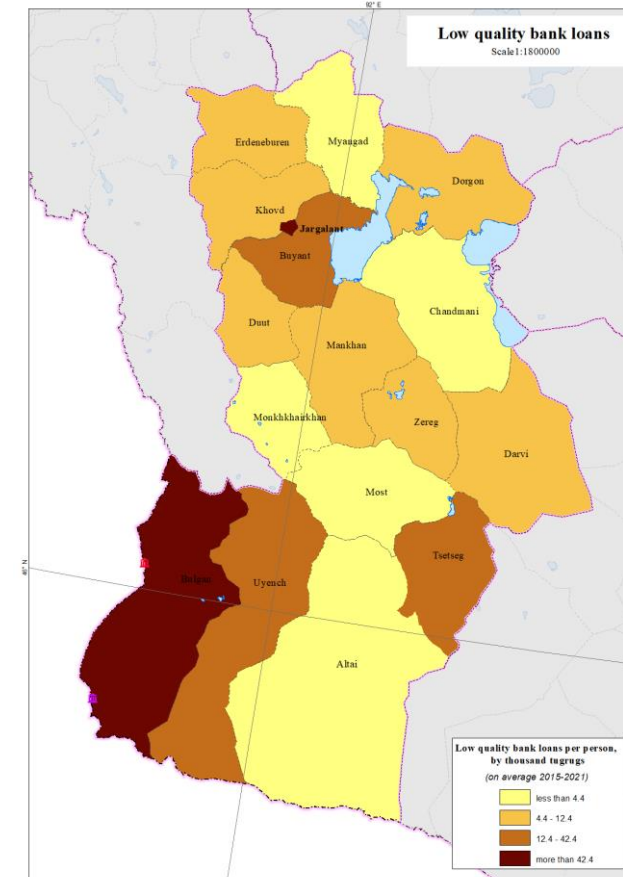 92° E
Low quality bank loans
Scale1:1800000
Erdeneburen
Myangad
Dorgon
Khovd
Jargalant
Buyant
Chandmani
Duut
Mankhan
Monkhkhairkhan
Zereg
Darvi
Most
46° N
Bulgan
Uyench
Tsetseg
Altai
Low quality bank loans per person,
by thousand tugrugs
(on average 2015-2021)
less than 4.4
4.4 - 12.4
12.4 - 42.4
more than 42.4